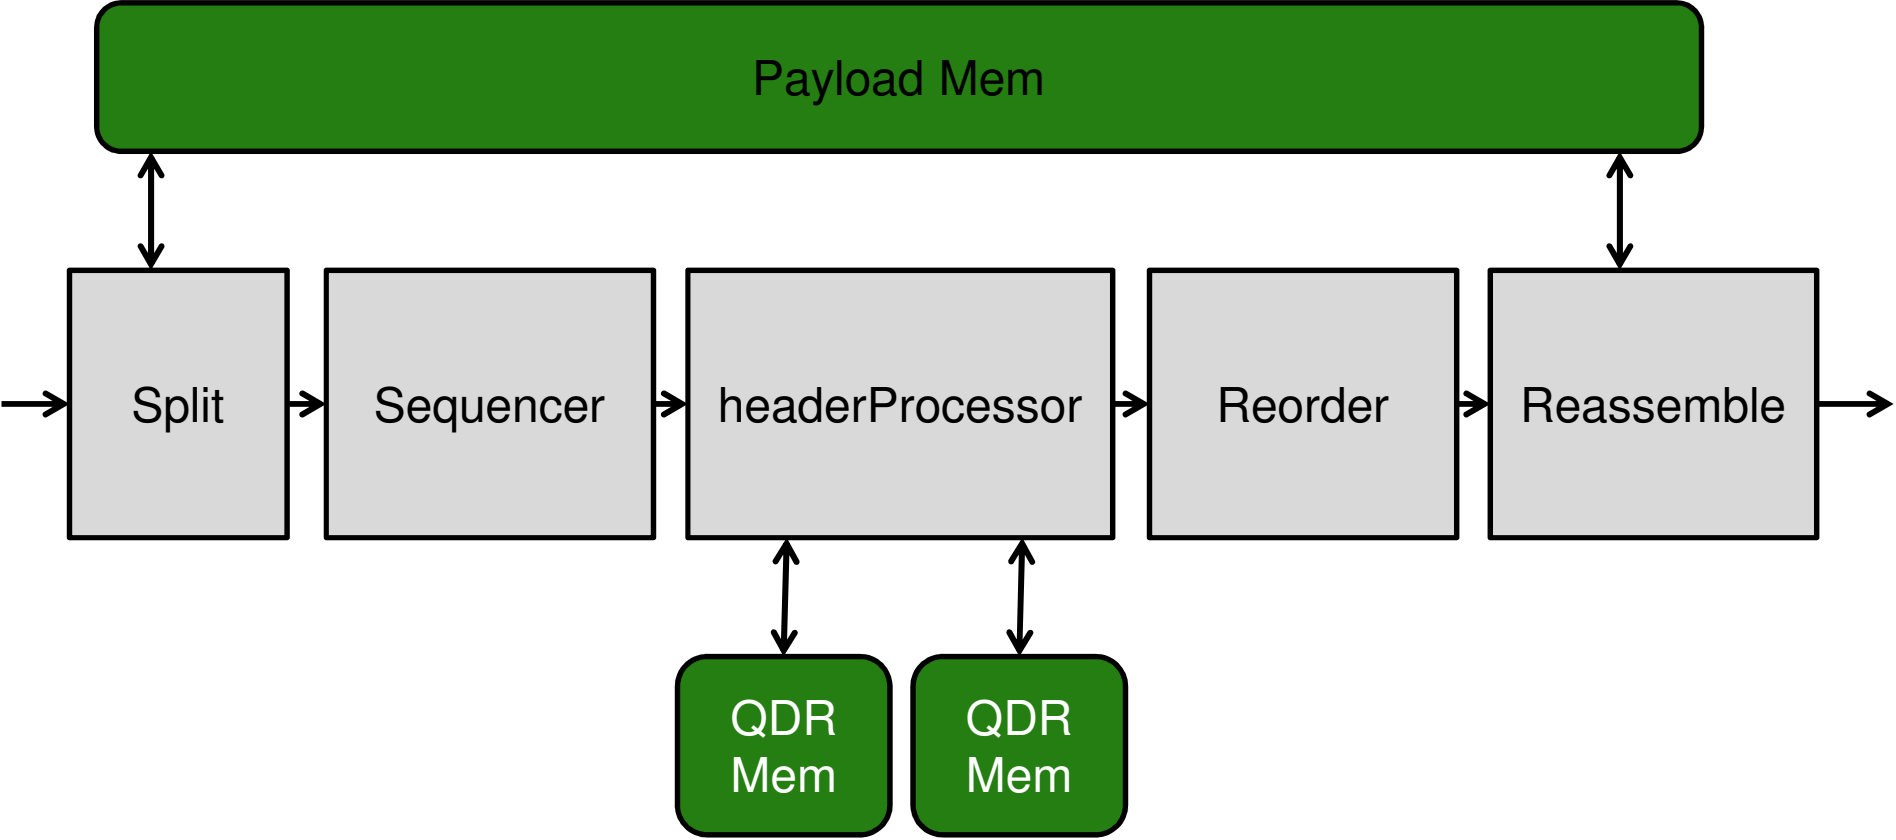 Payload Mem
Split
Sequencer
headerProcessor
Reorder
Reassemble
QDR
Mem
QDR
Mem